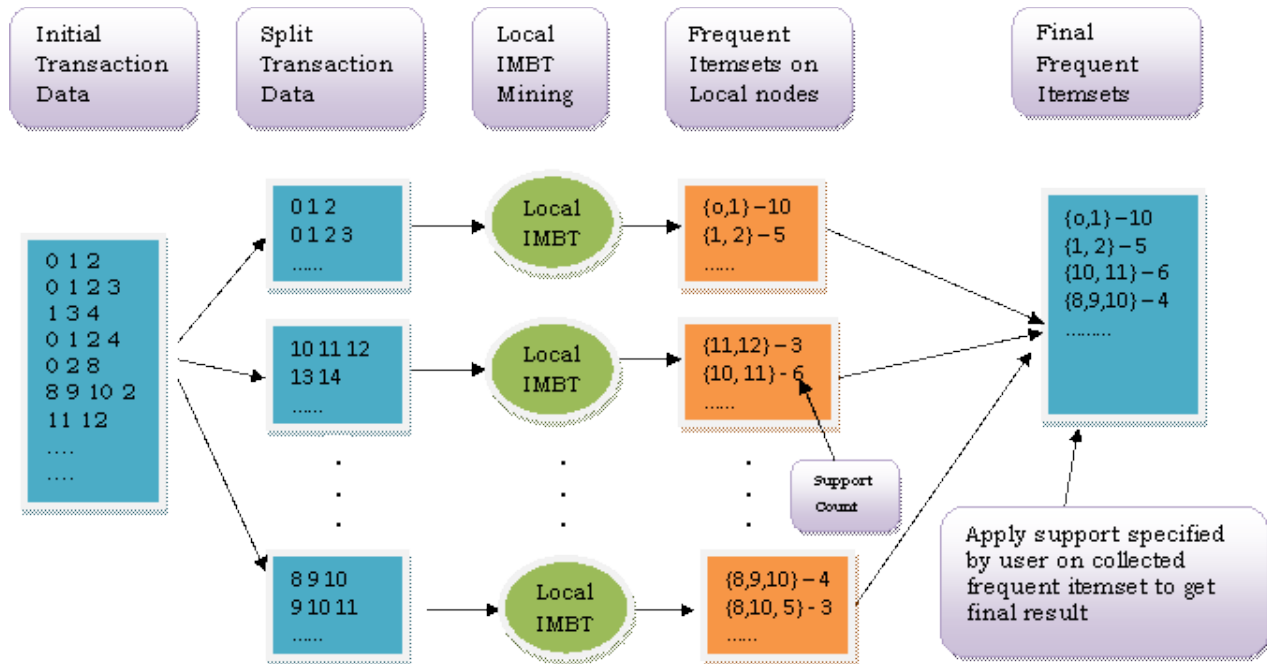 Initial
Transaction
Data
Split
Transaction
Data
Local
IMBT
Mining
Frequent
Itemsets on
Local nodes
Final
Frequent
Itemsets
0 1 2
0 1 2 3
1 3 4
0 1 2 4
0 2 8
8 9 10 2
11 12
....
....
0 1 2
0 1 2 3
......
Local
IMBT
{o,1} – 10
{1, 2} – 5
......
10 11 12
13 14
......
Local
IMBT
{11,12} – 3
{10, 11} - 6
......
Support
Count
8 9 10
9 10 11
......
Local
IMBT
{8,9,10} – 4
{8,10, 5} - 3
......
{o,1} – 10
{1, 2} – 5
{10, 11} – 6
{8,9,10} – 4
.........
Apply support specified
by user on collected
frequent itemset to get
final result